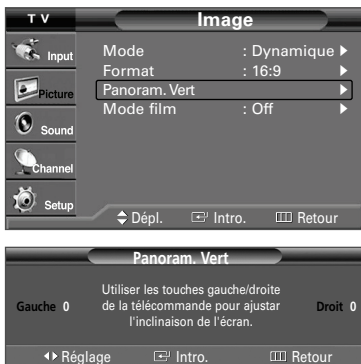 T V
Image
Input
Picture
Sound
Channel
Setup
Mode : Dynamique
Format : 16:9
Panoram. Vert
Mode film : Off
Dépl. Intro. Retour
Panoram. Vert
Gauche 0
Utiliser les touches gauche/droite
de la télécommande pour ajustar
l'inclinaison de l'écran.
Droit 0
Réglage Intro. Retour